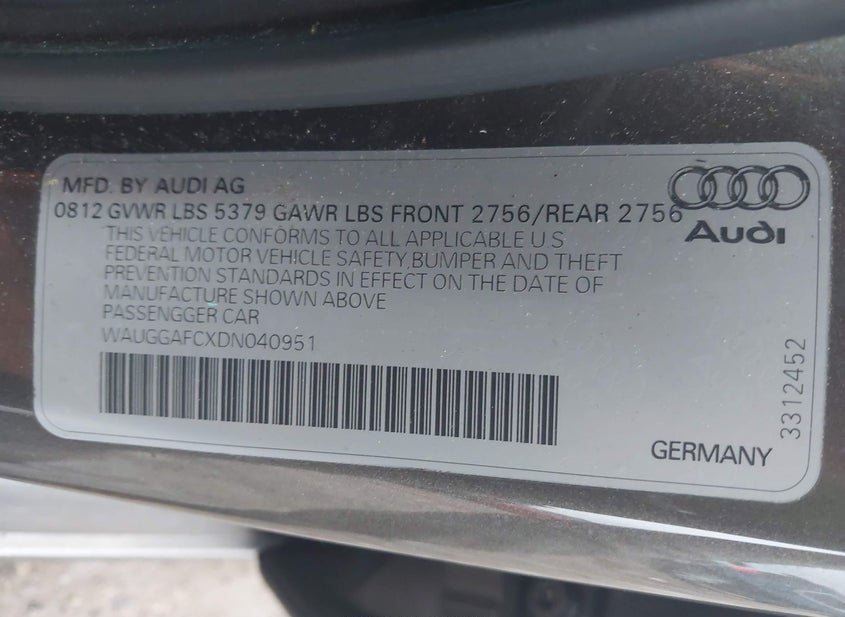 MFD. BY AUDI AG
0812 GVWR LBS 5379 GAWR LBS FRONT 2756/REAR 2756
THIS VEHICLE CONFORMS TO ALL APPLICABLE U S
FEDERAL MOTOR VEHICLE SAFETY,BUMPER AND THEFT
PREVENTION STANDARDS IN EFFECT ON THE DATE OF
MANUFACTURE SHOWN ABOVE
PASSENGGER CAR
WAUGGAFCXDN040951
Audi
GERMANY
3312452